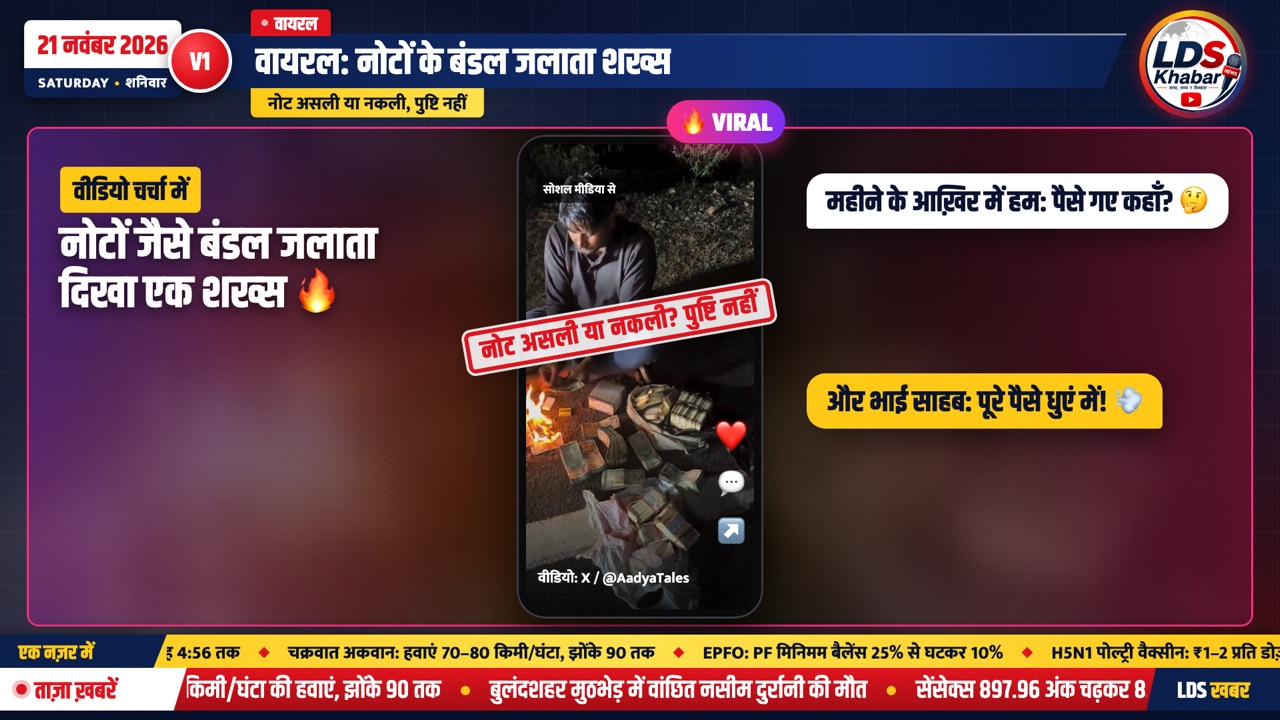 21 नवंबर 2026
SATURDAY • शनिवार
V1
वायरल
वायरल: नोटों के बंडल जलाता शख्स
नोट असली या नकली, पुष्टि नहीं
LDS
Khabar
NEWS
🔥 VIRAL
वीडियो चर्चा में
नोटों जैसे बंडल जलाता
दिखा एक शख्स 🔥
सोशल मीडिया से
नोट असली या नकली? पुष्टि नहीं
वीडियो: X / @AadyaTales
महीने के आख़िर में हम: पैसे गए कहाँ? 🤔
और भाई साहब: पूरे पैसे धुएं में! 💨
एक नज़र में
4:56 तक ◆ चक्रवात अकवान: हवाएं 70–80 किमी/घंटा, झोंके 90 तक ◆ EPFO: PF मिनिमम बैलेंस 25% से घटकर 10% ◆ H5N1 पोल्ट्री वैक्सीन: ₹1–2 प्रति
ताज़ा ख़बरें
किमी/घंटा की हवाएं, झोंके 90 तक • बुलंदशहर मुठभेड़ में वांछित नसीम दुर्रानी की मौत • सेंसेक्स 897.96 अंक चढ़कर 8
LDS खबर